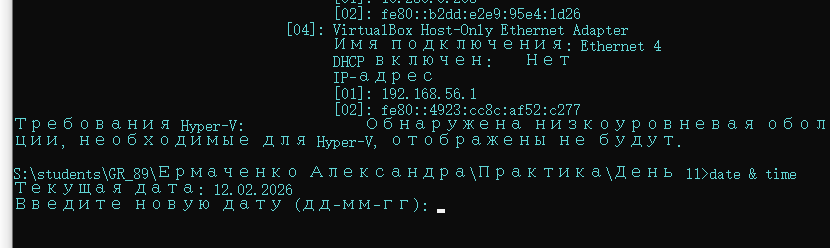 [02]: fe80::b2dd:e2e9:95e4:1d26
[04]: VirtualBox Host-Only Ethernet Adapter
Имя подключения: Ethernet 4
DHCP включен: Нет
IP-адрес
[01]: 192.168.56.1
[02]: fe80::4923:cc8c:af52:c277
Требования Hyper-V: Обнаружена низкоуровневая обол
ции, необходимые для Hyper-V, отображены не будут.
S:\students\GR_89\Ермаченко Александра\Практика\День 11>date & time
Текущая дата: 12.02.2026
Введите новую дату (дд-мм-гг):